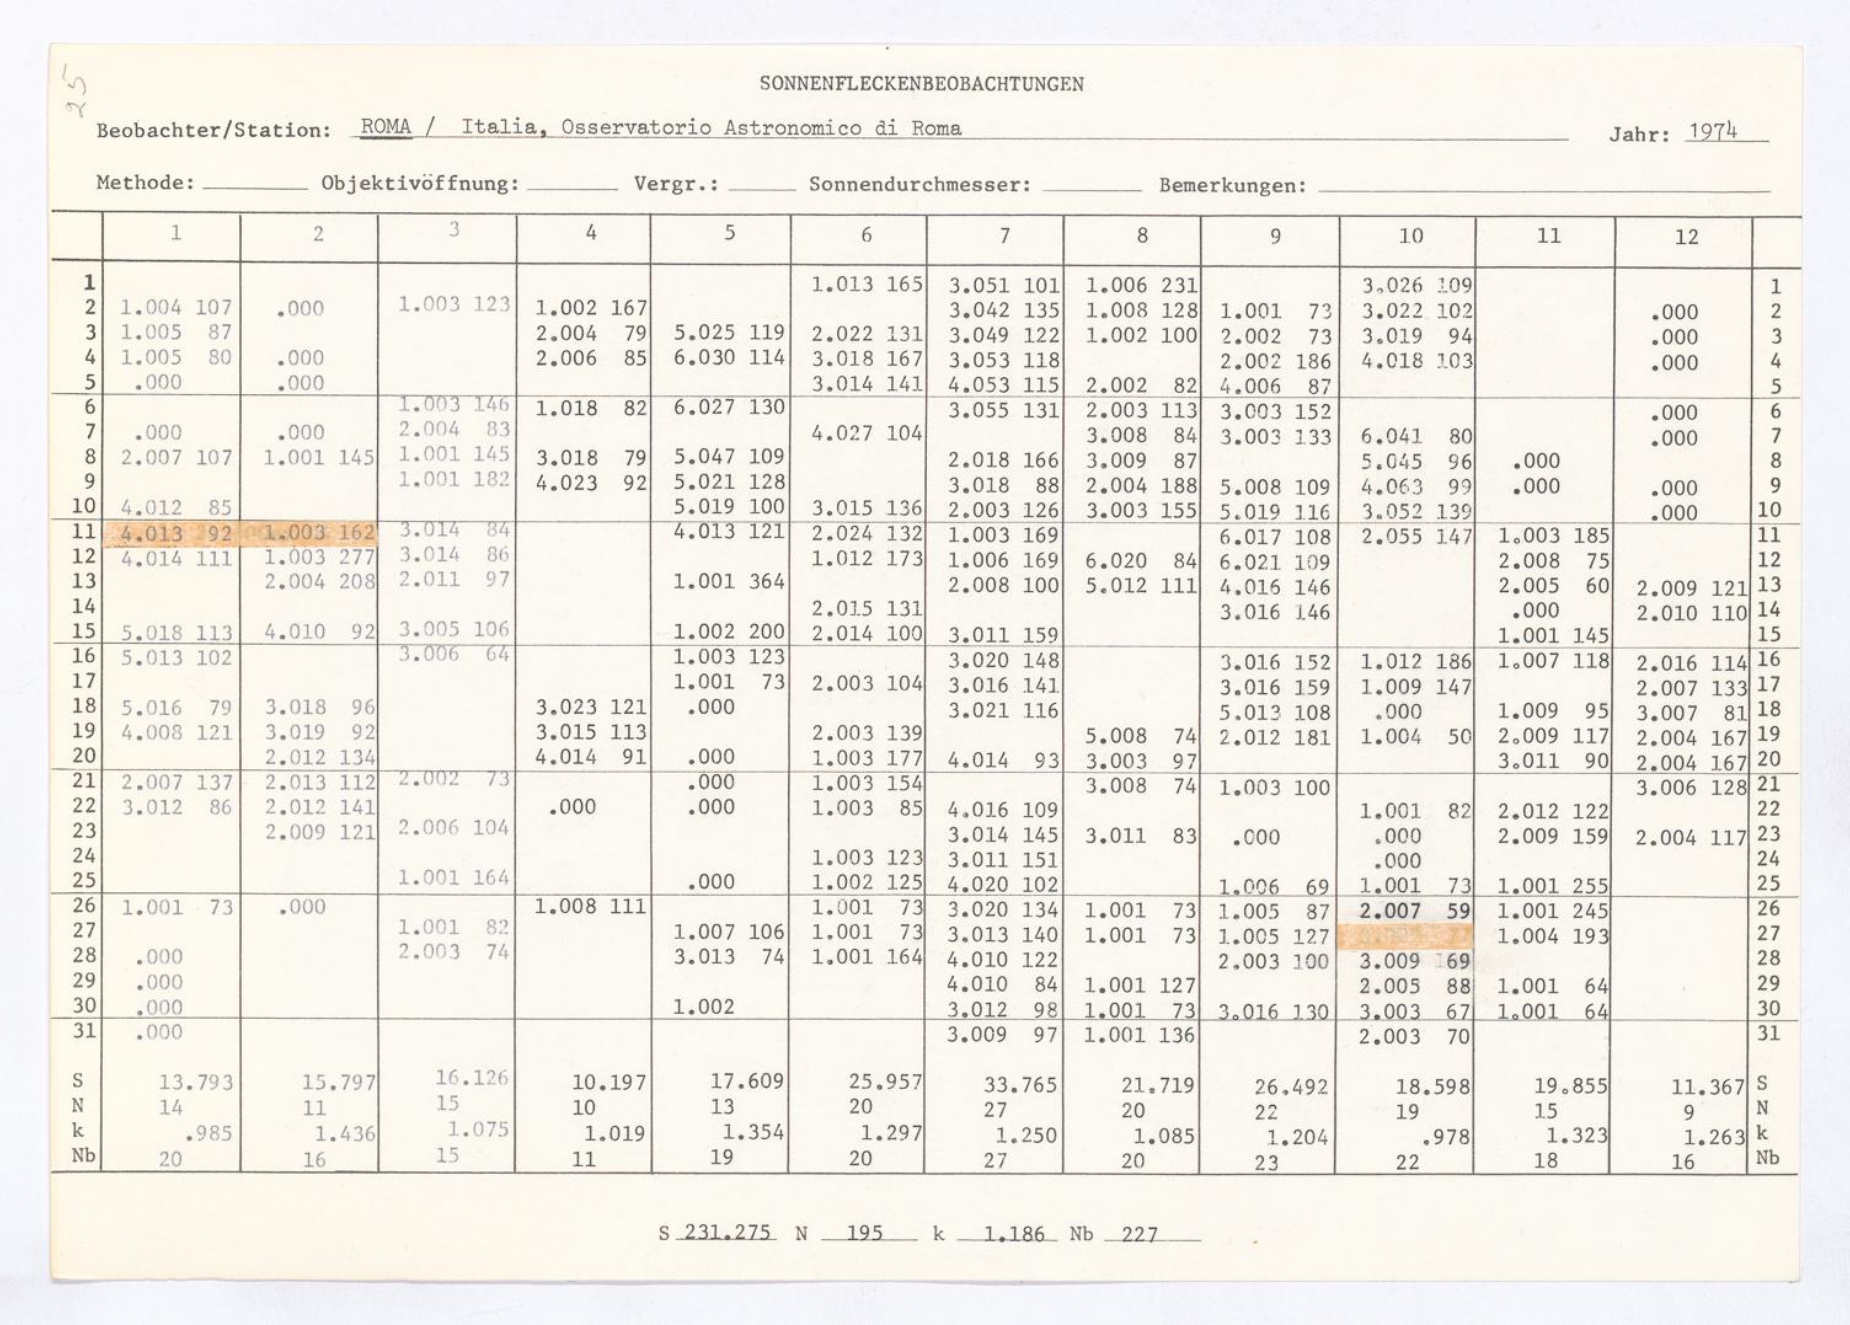 25
SONNENFLECKENBEOBACHTUNGEN
Beobachter/Station: ROMA / Italia, Osservatorio Astronomico di Roma Jahr: 1974
Methode: Objektivöffnung: Vergr.: Sonnendurchmesser: Bemerkungen:
1 2 3 4 5 6 7 8 9 10 11 12
1 1.013 165 3.051 101 1.006 231 3.026 109 1
2 1.004 107 .000 1.003 123 1.002 167 3.042 135 1.008 128 1.001 73 3.022 102 .000 2
3 1.005 87 2.004 79 5.025 119 2.022 131 3.049 122 1.002 100 2.002 73 3.019 94 .000 3
4 1.005 80 .000 2.006 85 6.030 114 3.018 167 3.053 118 2.002 186 4.018 103 .000 4
5 .000 .000 3.014 141 4.053 115 2.002 82 4.006 87 5
6 1.003 146 1.018 82 6.027 130 3.055 131 2.003 113 3.003 152 .000 6
7 .000 .000 2.004 83 4.027 104 3.008 84 3.003 133 6.041 80 .000 7
8 2.007 107 1.001 145 1.001 145 3.018 79 5.047 109 2.018 166 3.009 87 5.045 96 .000 8
9 1.001 182 4.023 92 5.021 128 3.018 88 2.004 188 5.008 109 4.063 99 .000 .000 9
10 4.012 85 5.019 100 3.015 136 2.003 126 3.003 155 5.019 116 3.052 139 .000 10
11 4.013 92 1.003 162 3.014 84 4.013 121 2.024 132 1.003 169 6.017 108 2.055 147 1.003 185 11
12 4.014 111 1.003 277 3.014 86 1.012 173 1.006 169 6.020 84 6.021 109 2.008 75 12
13 2.004 208 2.011 97 1.001 364 2.008 100 5.012 111 4.016 146 2.005 60 2.009 121 13
14 2.015 131 3.016 146 .000 2.010 110 14
15 5.018 113 4.010 92 3.005 106 1.002 200 2.014 100 3.011 159 1.001 145 15
16 5.013 102 3.006 64 1.003 123 3.020 148 3.016 152 1.012 186 1.007 118 2.016 114 16
17 1.001 73 2.003 104 3.016 141 3.016 159 1.009 147 2.007 133 17
18 5.016 79 3.018 96 3.023 121 .000 3.021 116 5.013 108 .000 1.009 95 3.007 81 18
19 4.008 121 3.019 92 3.015 113 2.003 139 5.008 74 2.012 181 1.004 50 2.009 117 2.004 167 19
20 2.012 134 4.014 91 .000 1.003 177 4.014 93 3.003 97 3.011 90 2.004 167 20
21 2.007 137 2.013 112 2.002 73 .000 1.003 154 3.008 74 1.003 100 3.006 128 21
22 3.012 86 2.012 141 .000 .000 1.003 85 4.016 109 1.001 82 2.012 122 22
23 2.009 121 2.006 104 3.014 145 3.011 83 .000 .000 2.009 159 2.004 117 23
24 1.003 123 3.011 151 .000 24
25 1.001 164 .000 1.002 125 4.020 102 1.006 69 1.001 73 1.001 255 25
26 1.001 73 .000 1.008 111 1.001 73 3.020 134 1.001 73 1.005 87 2.007 59 1.001 245 26
27 1.001 82 1.007 106 1.001 73 3.013 140 1.001 73 1.005 127 1.004 193 27
28 .000 2.003 74 3.013 74 1.001 164 4.010 122 2.003 100 3.009 169 28
29 .000 4.010 84 1.001 127 2.005 88 1.001 64 29
30 .000 1.002 3.012 98 1.001 73 3.016 130 3.003 67 1.001 64 30
31 .000 3.009 97 1.001 136 2.003 70 31
S 13.793 15.797 16.126 10.197 17.609 25.957 33.765 21.719 26.492 18.598 19.855 11.367 S
N 14 11 15 10 13 20 27 20 22 19 15 9 N
k .985 1.436 1.075 1.019 1.354 1.297 1.250 1.085 1.204 .978 1.323 1.263 k
Nb 20 16 15 11 19 20 27 20 23 22 18 16 Nb
S 231.275 N 195 k 1.186 Nb 227